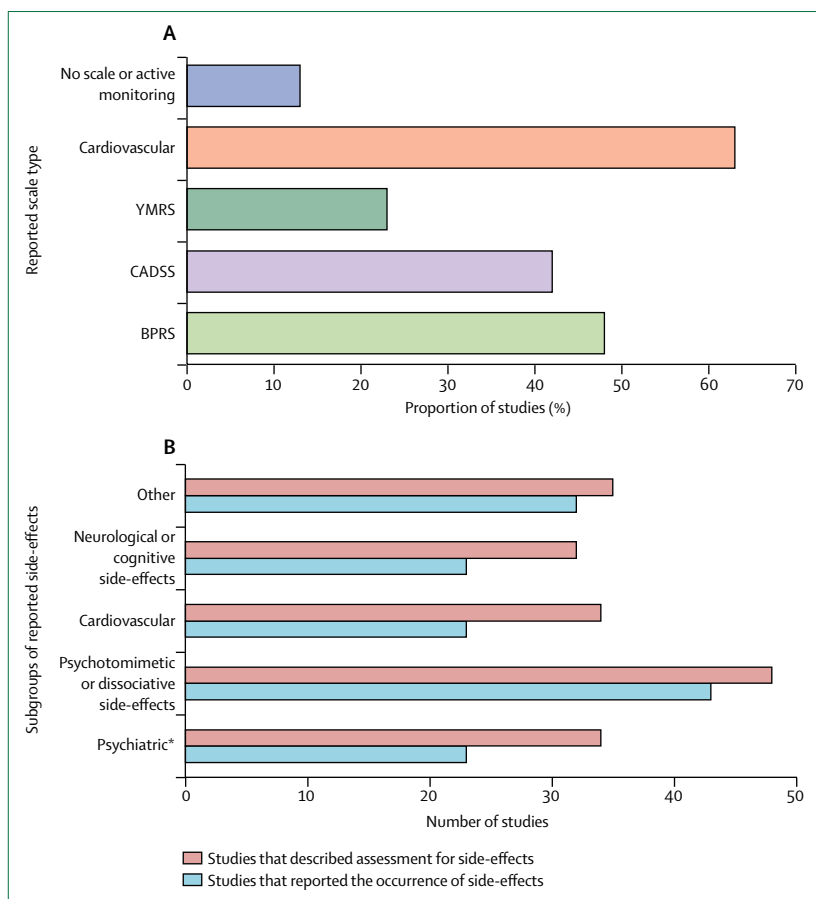 A
Reported scale type
No scale or active
monitoring
Cardiovascular
YMRS
CADSS
BPRS
0 10 20 30 40 50 60 70
Proportion of studies (%)
B
Subgroups of reported side-effects
Other
Neurological or
cognitive
side-effects
Cardiovascular
Psychotomimetic
or dissociative
side-effects
Psychiatric*
0 10 20 30 40 50
Number of studies
Studies that described assessment for side-effects
Studies that reported the occurrence of side-effects